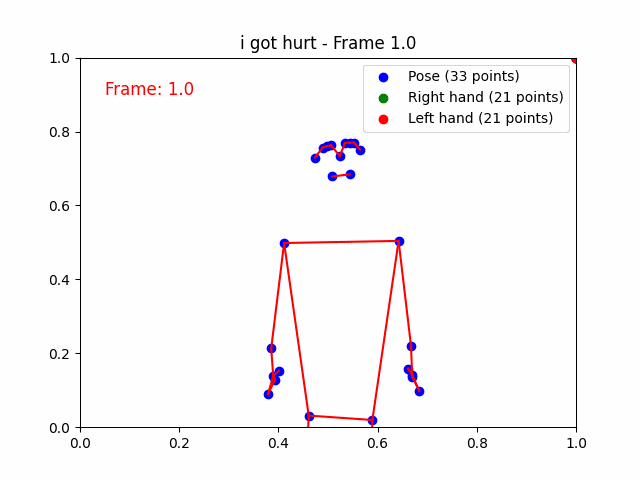 i got hurt - Frame 1.0
Frame: 1.0
Pose (33 points)
Right hand (21 points)
Left hand (21 points)
1.0
0.8
0.6
0.4
0.2
0.0
0.0 0.2 0.4 0.6 0.8 1.0